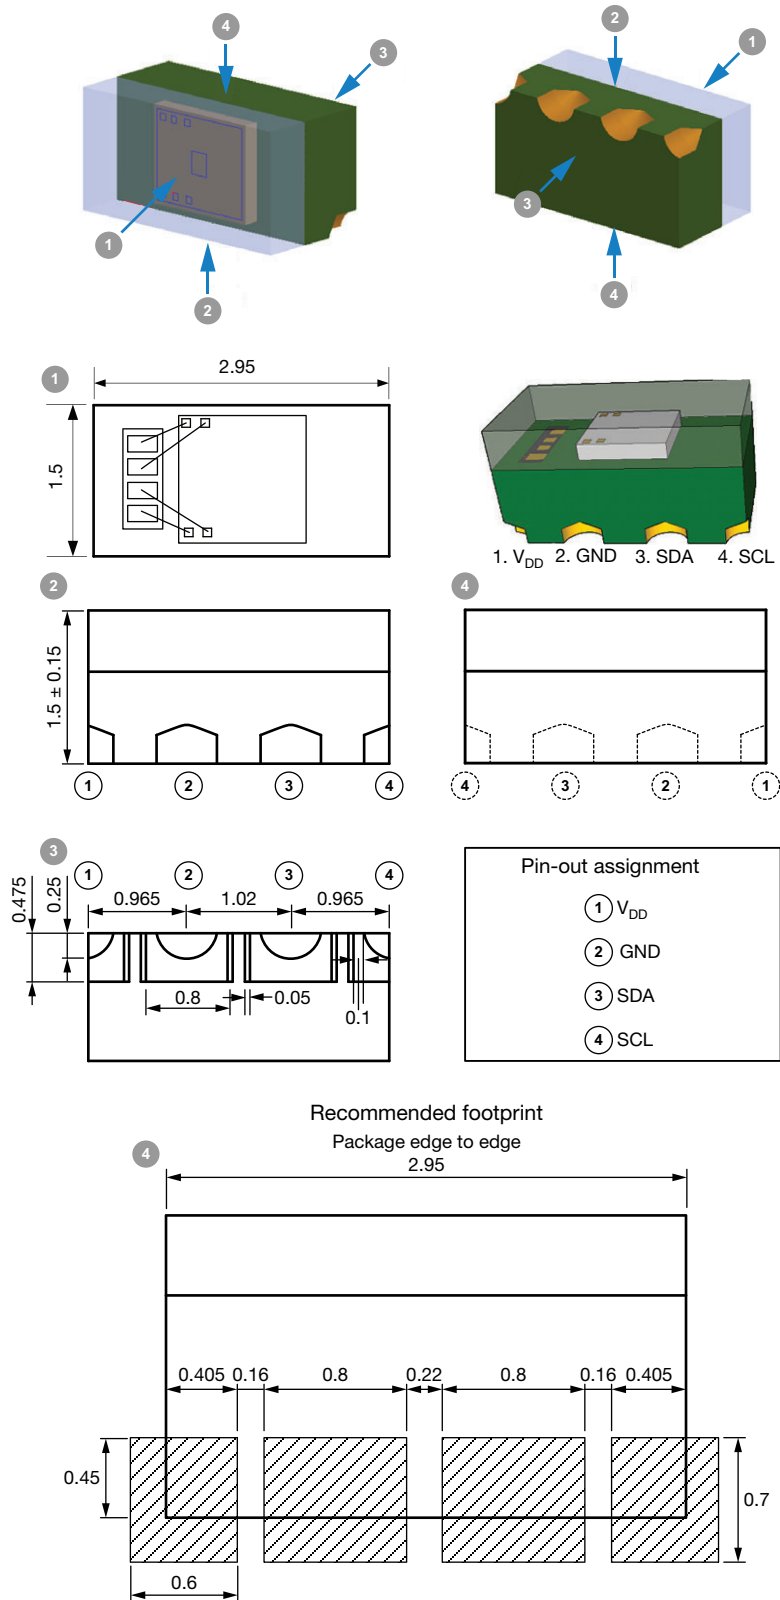 4
3
1
2
2
1
3
4
1
2.95
1.5
1. VDD 2. GND 3. SDA 4. SCL
2
1.5 ± 0.15
1 2 3 4
4
4 3 2 1
3
1 2 3 4
0.475
0.25
0.965 1.02 0.965
0.8
0.05
0.1
Pin-out assignment
1 VDD
2 GND
3 SDA
4 SCL
Recommended footprint
Package edge to edge
4
2.95
0.405 0.16 0.8 0.22 0.8 0.16 0.405
0.45
0.7
0.6